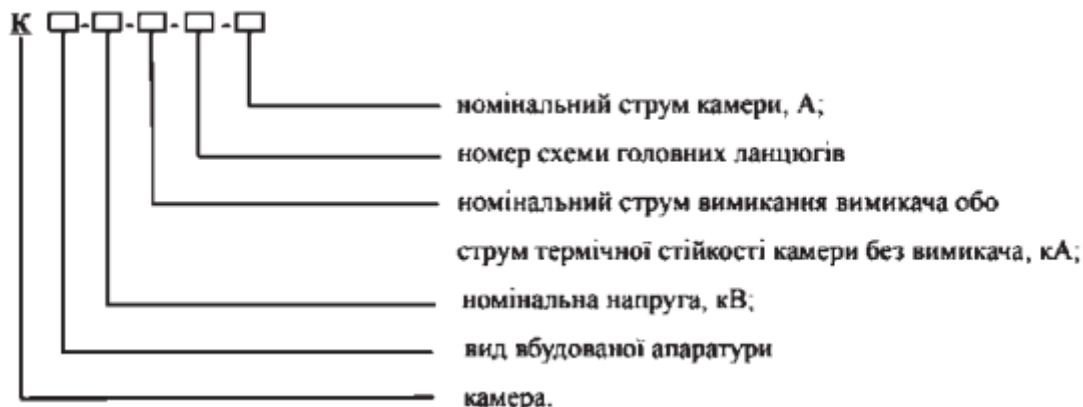 К - - - -
номінальний струм камери, А;
номер схеми головних ланцюгів
номінальний струм вимикання вимикача обо
струм термічної стійкості камери без вимикача, кА;
номінальна напруга, кВ;
вид вбудованої апаратури
камера.